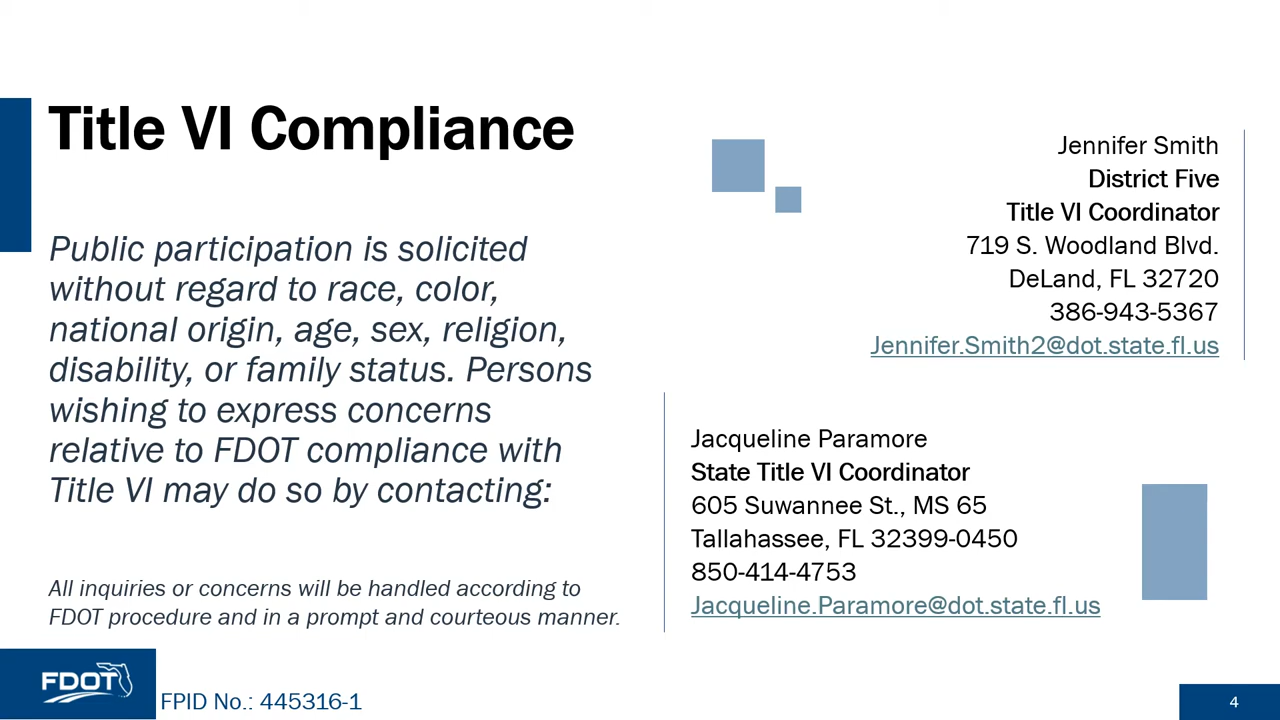 Title VI Compliance
Public participation is solicited
without regard to race, color,
national origin, age, sex, religion,
disability, or family status. Persons
wishing to express concerns
relative to FDOT compliance with
Title VI may do so by contacting:
All inquiries or concerns will be handled according to
FDOT procedure and in a prompt and courteous manner.
Jennifer Smith
District Five
Title VI Coordinator
719 S. Woodland Blvd.
DeLand, FL 32720
386-943-5367
Jennifer.Smith2@dot.state.fl.us
Jacqueline Paramore
State Title VI Coordinator
605 Suwannee St., MS 65
Tallahassee, FL 32399-0450
850-414-4753
Jacqueline.Paramore@dot.state.fl.us
FDOT
FPID No.: 445316-1
4